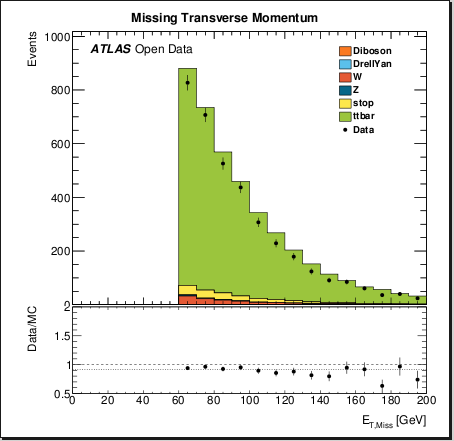 Missing Transverse Momentum
Events
1000
800
600
400
200
0
ATLAS Open Data
Diboson
DrellYan
W
Z
stop
ttbar
Data
Data/MC
2
1.5
1
0.5
0 20 40 60 80 100 120 140 160 180 200
E_T,Miss [GeV]